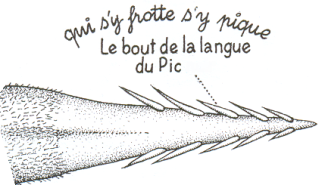 qui s'y frotte s'y pique
Le bout de la langue
du Pic